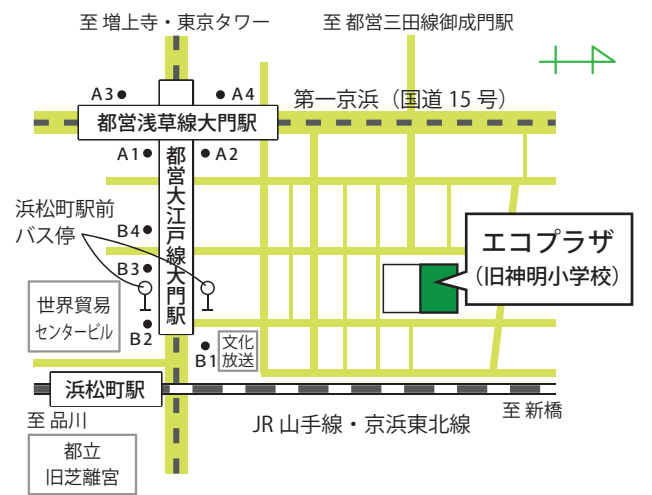 至 増上寺・東京タワー
至 都営三田線御成門駅
A3
A4
第一京浜（国道 15 号）
都営浅草線大門駅
A1
A2
都営大江戸線大門駅
浜松町駅前
バス停
B4
B3
エコプラザ
（旧神明小学校）
世界貿易
センタービル
B2
B1
文化
放送
浜松町駅
至 品川
JR 山手線・京浜東北線
至 新橋
都立
旧芝離宮